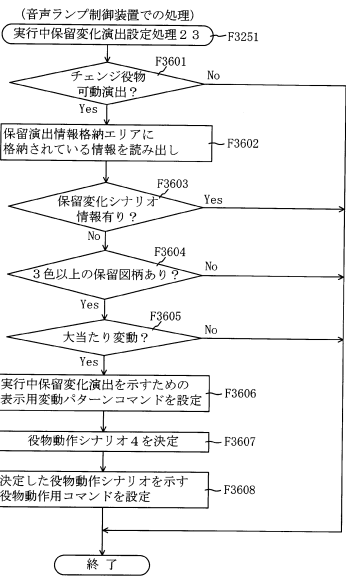 (音声ランプ制御装置での処理)
実行中保留変化演出設定処理23
F3251
F3601
チェンジ役物
可動演出?
No
Yes
保留演出情報格納エリアに
格納されている情報を読み出し
F3602
F3603
保留変化シナリオ
情報有り?
Yes
No
F3604
3色以上の保留図柄あり?
No
Yes
F3605
大当たり変動?
No
Yes
実行中保留変化演出を示すための
表示用変動パターンコマンドを設定
F3606
役物動作シナリオ4を決定
F3607
決定した役物動作シナリオを示す
役物動作用コマンドを設定
F3608
終了